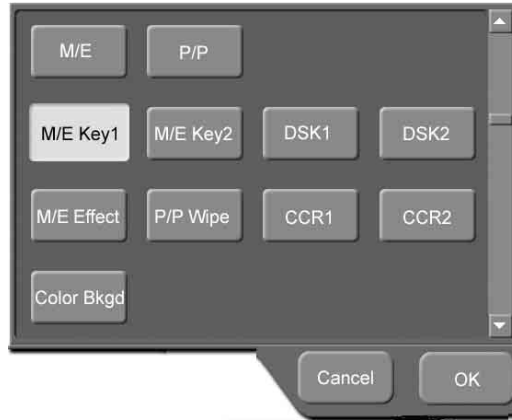 M/E P/P
M/E Key1 M/E Key2 DSK1 DSK2
M/E Effect P/P Wipe CCR1 CCR2
Color Bkgd
Cancel OK